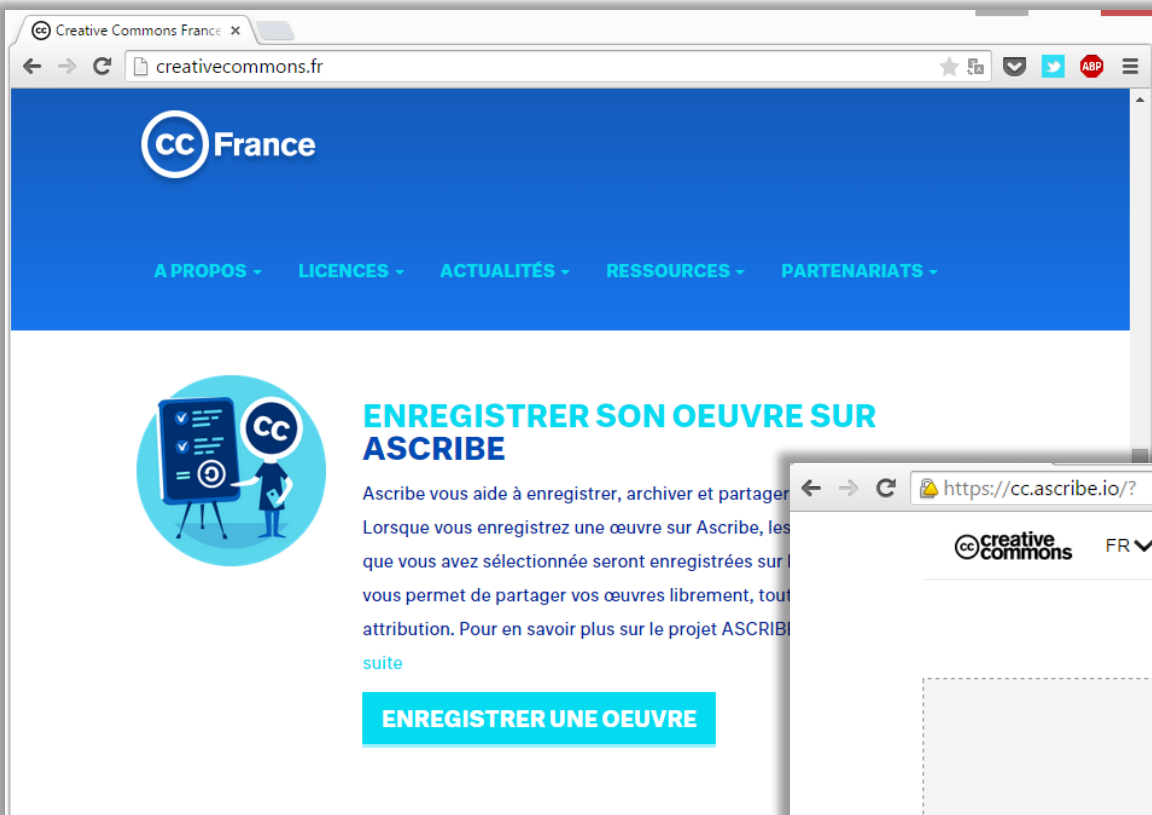 Creative Commons France
creativecommons.fr
ABP
cc France
A PROPOS
LICENCES
ACTUALITÉS
RESSOURCES
PARTENARIATS
CC
ENREGISTRER SON OEUVRE SUR
ASCRIBE
Ascribe vous aide à enregistrer, archiver et partager
Lorsque vous enregistrez une œuvre sur Ascribe, les
que vous avez sélectionnée seront enregistrées sur
vous permet de partager vos œuvres librement, tout
attribution. Pour en savoir plus sur le projet ASCRIBE
suite
ENREGISTRER UNE OEUVRE
https://cc.ascribe.io/?
cc creative
commons
FR